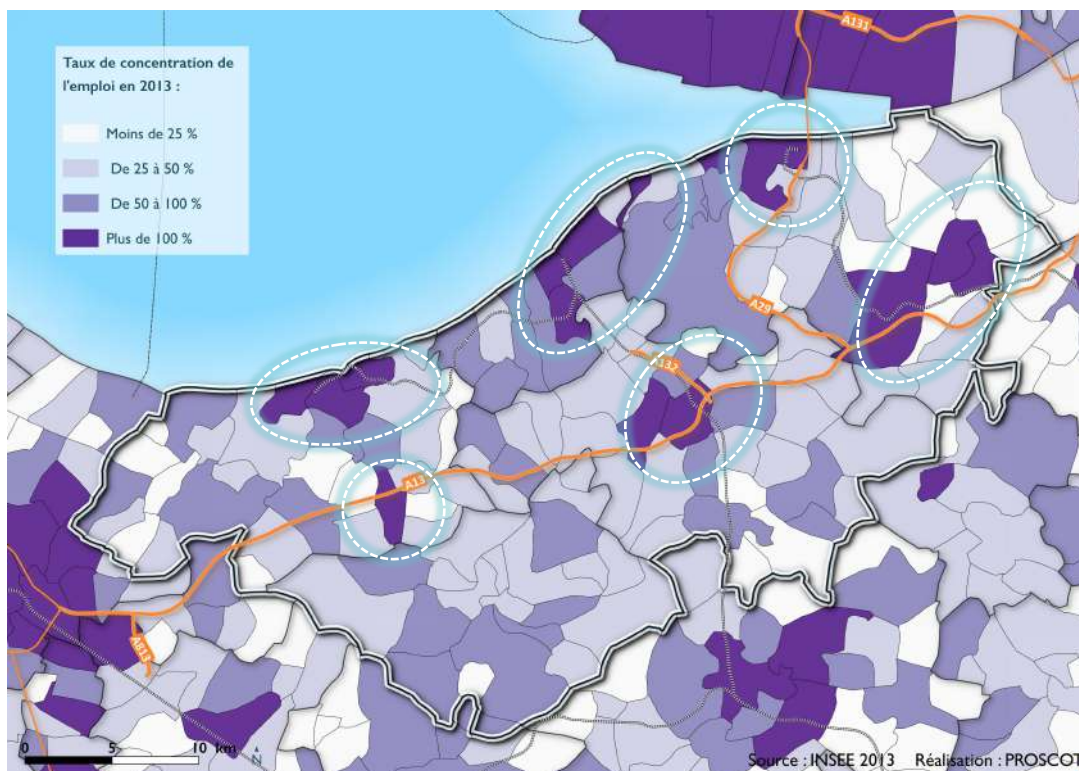 Taux de concentration de
l'emploi en 2013 :
Moins de 25 %
De 25 à 50 %
De 50 à 100 %
Plus de 100 %
A131
A29
A132
A13
A813
0 5 10 km
N
Source : INSEE 2013 Réalisation : PROSCOT